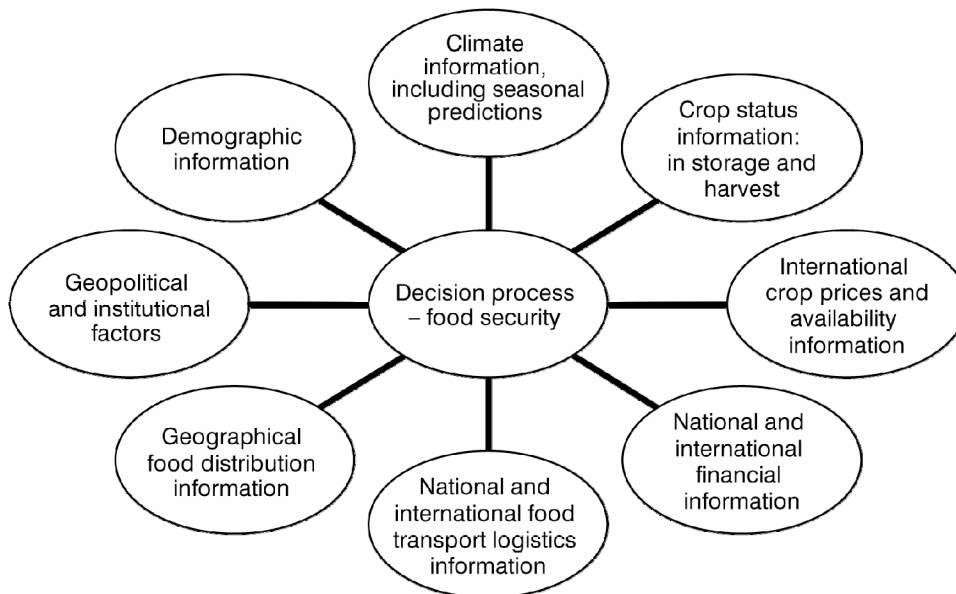 Climate
information,
including seasonal
predictions
Demographic
information
Crop status
information:
in storage and
harvest
Geopolitical
and institutional
factors
Decision process
– food security
International
crop prices and
availability
information
Geographical
food distribution
information
National and
international food
transport logistics
information
National and
international
financial
information